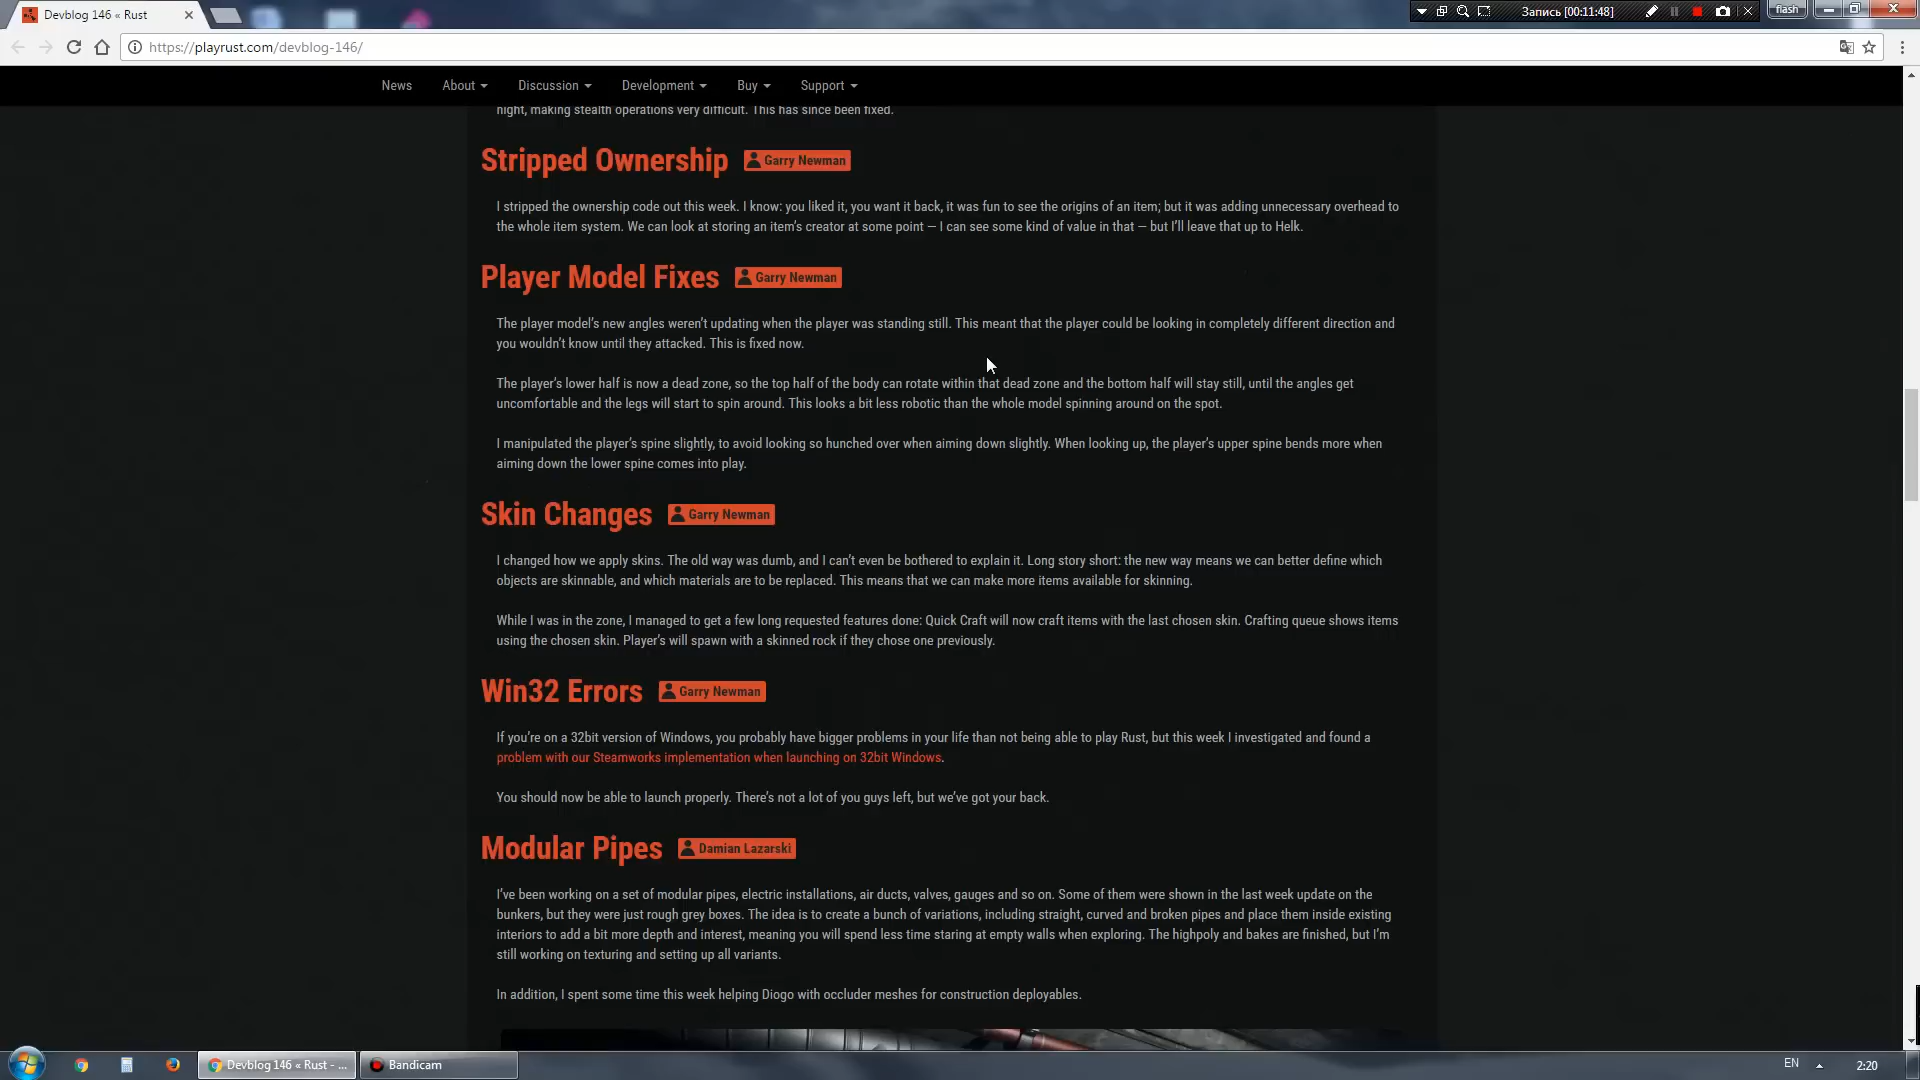 Devblog 146 « Rust
Запись [00:11:48]
flash
https://playrust.com/devblog-146/
News About Discussion Development Buy Support
night, making stealth operations very difficult. This has since been fixed.
Stripped Ownership Garry Newman
I stripped the ownership code out this week. I know: you liked it, you want it back, it was fun to see the origins of an item; but it was adding unnecessary overhead to
the whole item system. We can look at storing an item’s creator at some point — I can see some kind of value in that — but I’ll leave that up to Helk.
Player Model Fixes Garry Newman
The player model’s new angles weren’t updating when the player was standing still. This meant that the player could be looking in completely different direction and
you wouldn’t know until they attacked. This is fixed now.
The player’s lower half is now a dead zone, so the top half of the body can rotate within that dead zone and the bottom half will stay still, until the angles get
uncomfortable and the legs will start to spin around. This looks a bit less robotic than the whole model spinning around on the spot.
I manipulated the player’s spine slightly, to avoid looking so hunched over when aiming down slightly. When looking up, the player’s upper spine bends more when
aiming down the lower spine comes into play.
Skin Changes Garry Newman
I changed how we apply skins. The old way was dumb, and I can’t even be bothered to explain it. Long story short: the new way means we can better define which
objects are skinnable, and which materials are to be replaced. This means that we can make more items available for skinning.
While I was in the zone, I managed to get a few long requested features done: Quick Craft will now craft items with the last chosen skin. Crafting queue shows items
using the chosen skin. Player’s will spawn with a skinned rock if they chose one previously.
Win32 Errors Garry Newman
If you’re on a 32bit version of Windows, you probably have bigger problems in your life than not being able to play Rust, but this week I investigated and found a
problem with our Steamworks implementation when launching on 32bit Windows.
You should now be able to launch properly. There’s not a lot of you guys left, but we’ve got your back.
Modular Pipes Damian Lazarski
I’ve been working on a set of modular pipes, electric installations, air ducts, valves, gauges and so on. Some of them were shown in the last week update on the
bunkers, but they were just rough grey boxes. The idea is to create a bunch of variations, including straight, curved and broken pipes and place them inside existing
interiors to add a bit more depth and interest, meaning you will spend less time staring at empty walls when exploring. The highpoly and bakes are finished, but I’m
still working on texturing and setting up all variants.
In addition, I spent some time this week helping Diogo with occluder meshes for construction deployables.
Devblog 146 « Rust - ...
Bandicam
EN
2:20